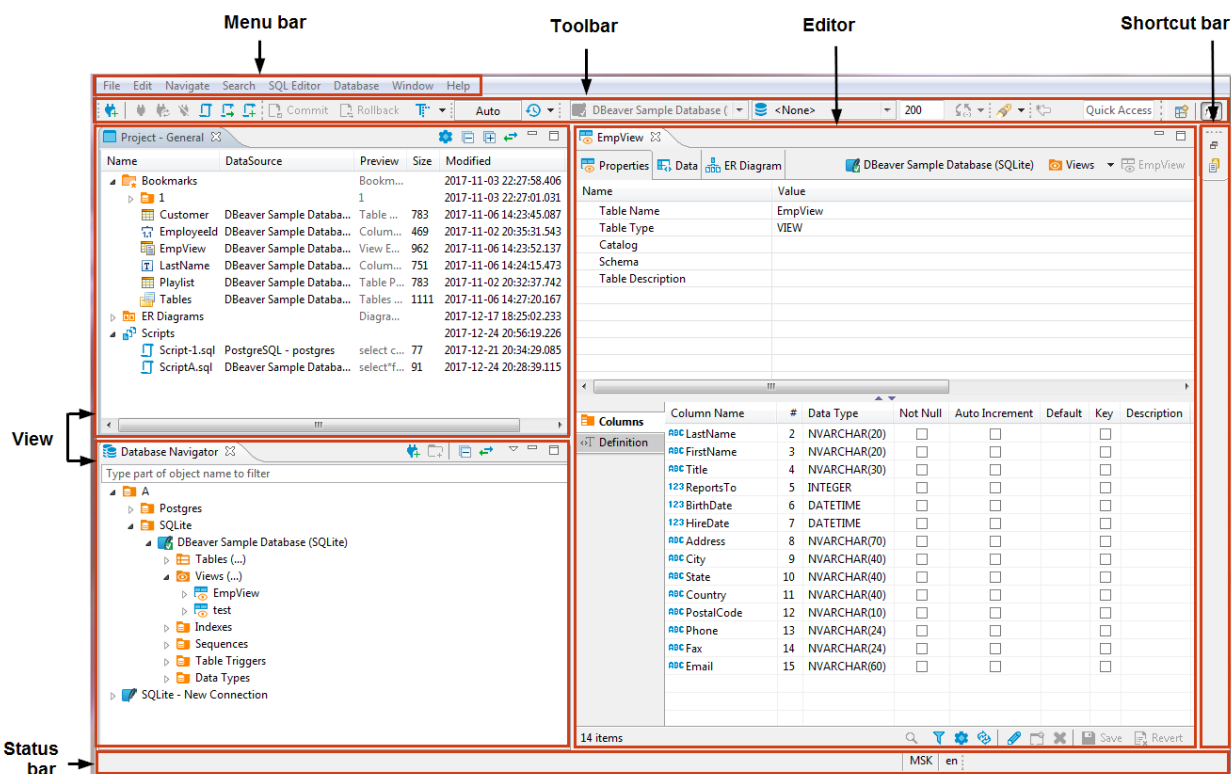 Menu bar
Toolbar
Editor
Shortcut bar
File Edit Navigate Search SQL Editor Database Window Help
Commit Rollback Auto DBeaver Sample Database ( <None> 200 Quick Access
Project - General
Name DataSource Preview Size Modified
Bookmarks Bookm... 2017-11-03 22:27:58.406
1 1 2017-11-03 22:27:01.031
Customer DBeaver Sample Databa... Table ... 783 2017-11-06 14:23:45.087
EmployeeId DBeaver Sample Databa... Colum... 469 2017-11-02 20:35:31.543
EmpView DBeaver Sample Databa... View E... 962 2017-11-06 14:23:52.137
LastName DBeaver Sample Databa... Colum... 751 2017-11-06 14:24:15.473
Playlist DBeaver Sample Databa... Table P... 783 2017-11-02 20:32:37.742
Tables DBeaver Sample Databa... Tables ... 1111 2017-11-06 14:27:20.167
ER Diagrams Diagra... 2017-12-17 18:25:02.233
Scripts 2017-12-24 20:56:19.226
Script-1.sql PostgreSQL - postgres select c... 77 2017-12-21 20:34:29.085
ScriptA.sql DBeaver Sample Databa... select*f... 91 2017-12-24 20:28:39.115
View
Database Navigator
Type part of object name to filter
A
Postgres
SQLite
DBeaver Sample Database (SQLite)
Tables (...)
Views (...)
EmpView
test
Indexes
Sequences
Table Triggers
Data Types
SQLite - New Connection
EmpView
Properties Data ER Diagram DBeaver Sample Database (SQLite) Views EmpView
Name Value
Table Name EmpView
Table Type VIEW
Catalog
Schema
Table Description
Columns
Definition
Column Name # Data Type Not Null Auto Increment Default Key Description
ABC LastName 2 NVARCHAR(20)
ABC FirstName 3 NVARCHAR(20)
ABC Title 4 NVARCHAR(30)
123 ReportsTo 5 INTEGER
123 BirthDate 6 DATETIME
123 HireDate 7 DATETIME
ABC Address 8 NVARCHAR(70)
ABC City 9 NVARCHAR(40)
ABC State 10 NVARCHAR(40)
ABC Country 11 NVARCHAR(40)
ABC PostalCode 12 NVARCHAR(10)
ABC Phone 13 NVARCHAR(24)
ABC Fax 14 NVARCHAR(24)
ABC Email 15 NVARCHAR(60)
14 items Save Revert
Status
bar
MSK en